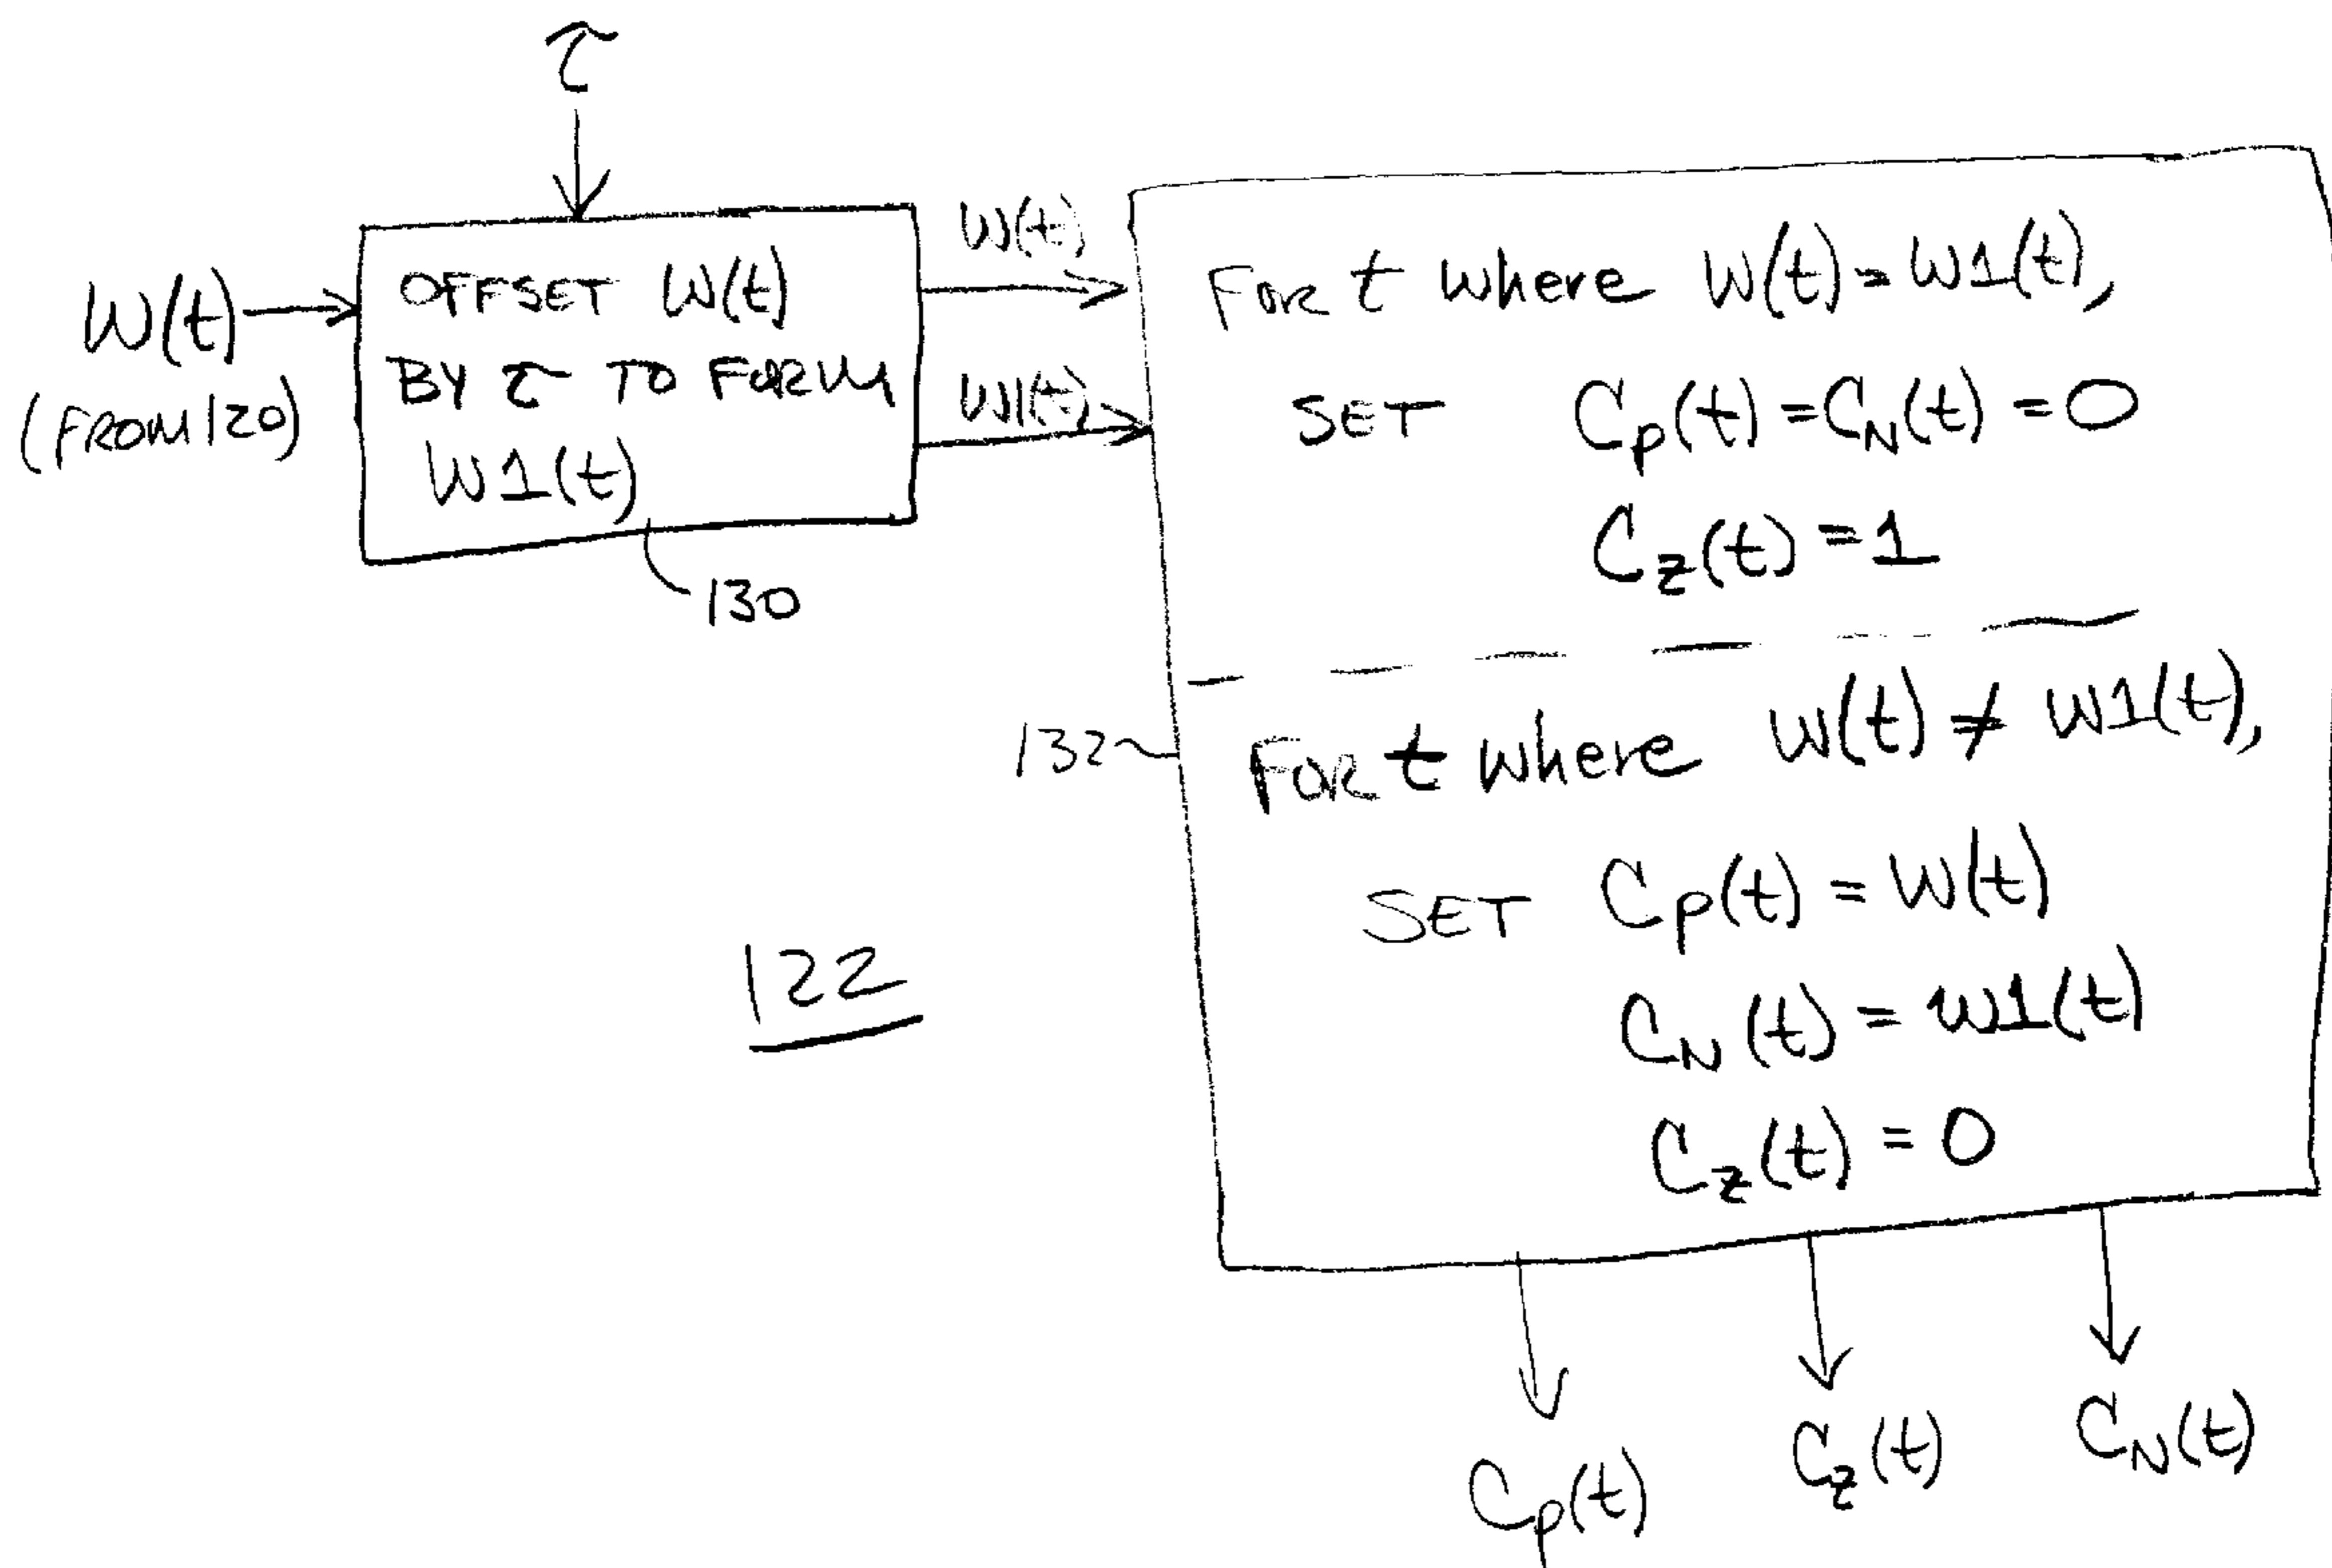 τ
W(t)
(FROM 120)
OFFSET W(t)
BY τ TO FORM
W1(t)
130
W(t)
W1(t)
FOR t where W(t) = W1(t),
SET Cp(t) = CN(t) = 0
Cz(t) = 1
132
FOR t where W(t) ≠ W1(t),
SET Cp(t) = W(t)
CN(t) = W1(t)
Cz(t) = 0
122
Cp(t)
Cz(t)
CN(t)